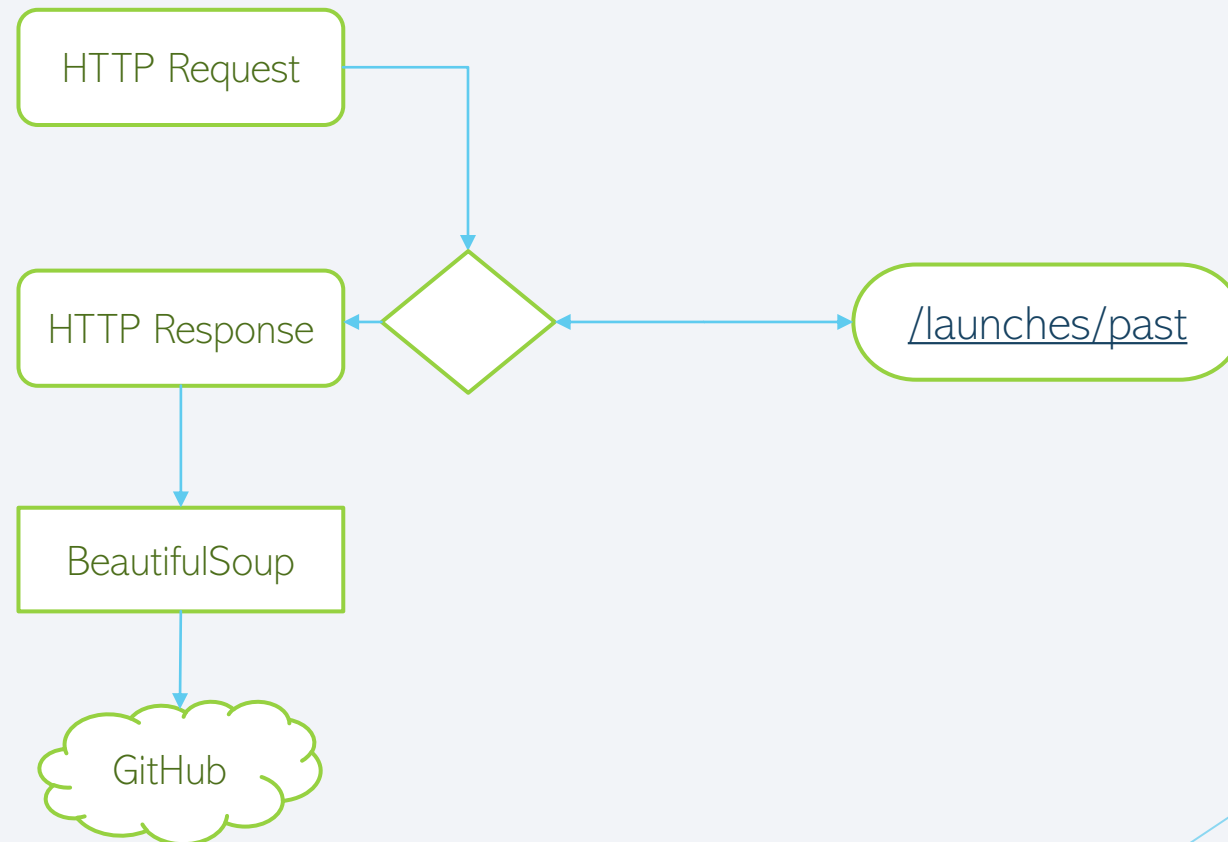 HTTP Request
HTTP Response
/launches/past
BeautifulSoup
GitHub